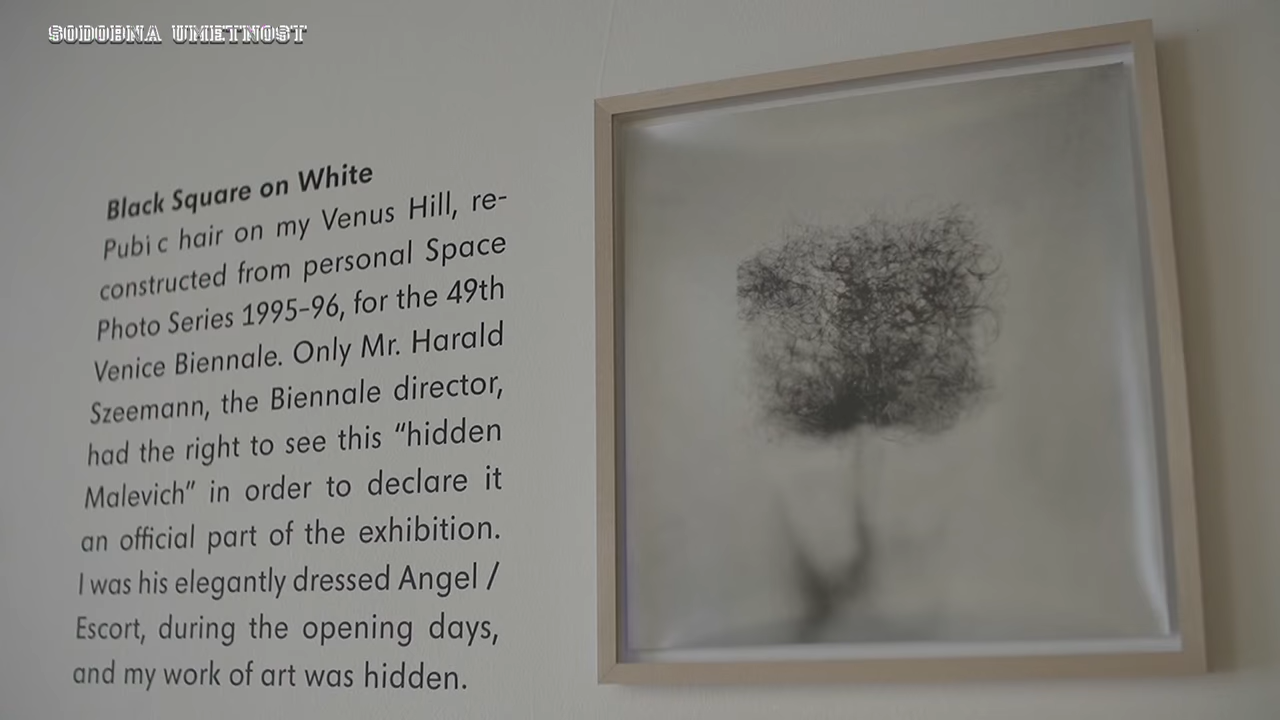 SODOBNA UMETNOST
Black Square on White
Pubi c hair on my Venus Hill, re-
constructed from personal Space
Photo Series 1995-96, for the 49th
Venice Biennale. Only Mr. Harald
Szeemann, the Biennale director,
had the right to see this “hidden
Malevich” in order to declare it
an official part of the exhibition.
I was his elegantly dressed Angel /
Escort, during the opening days,
and my work of art was hidden.